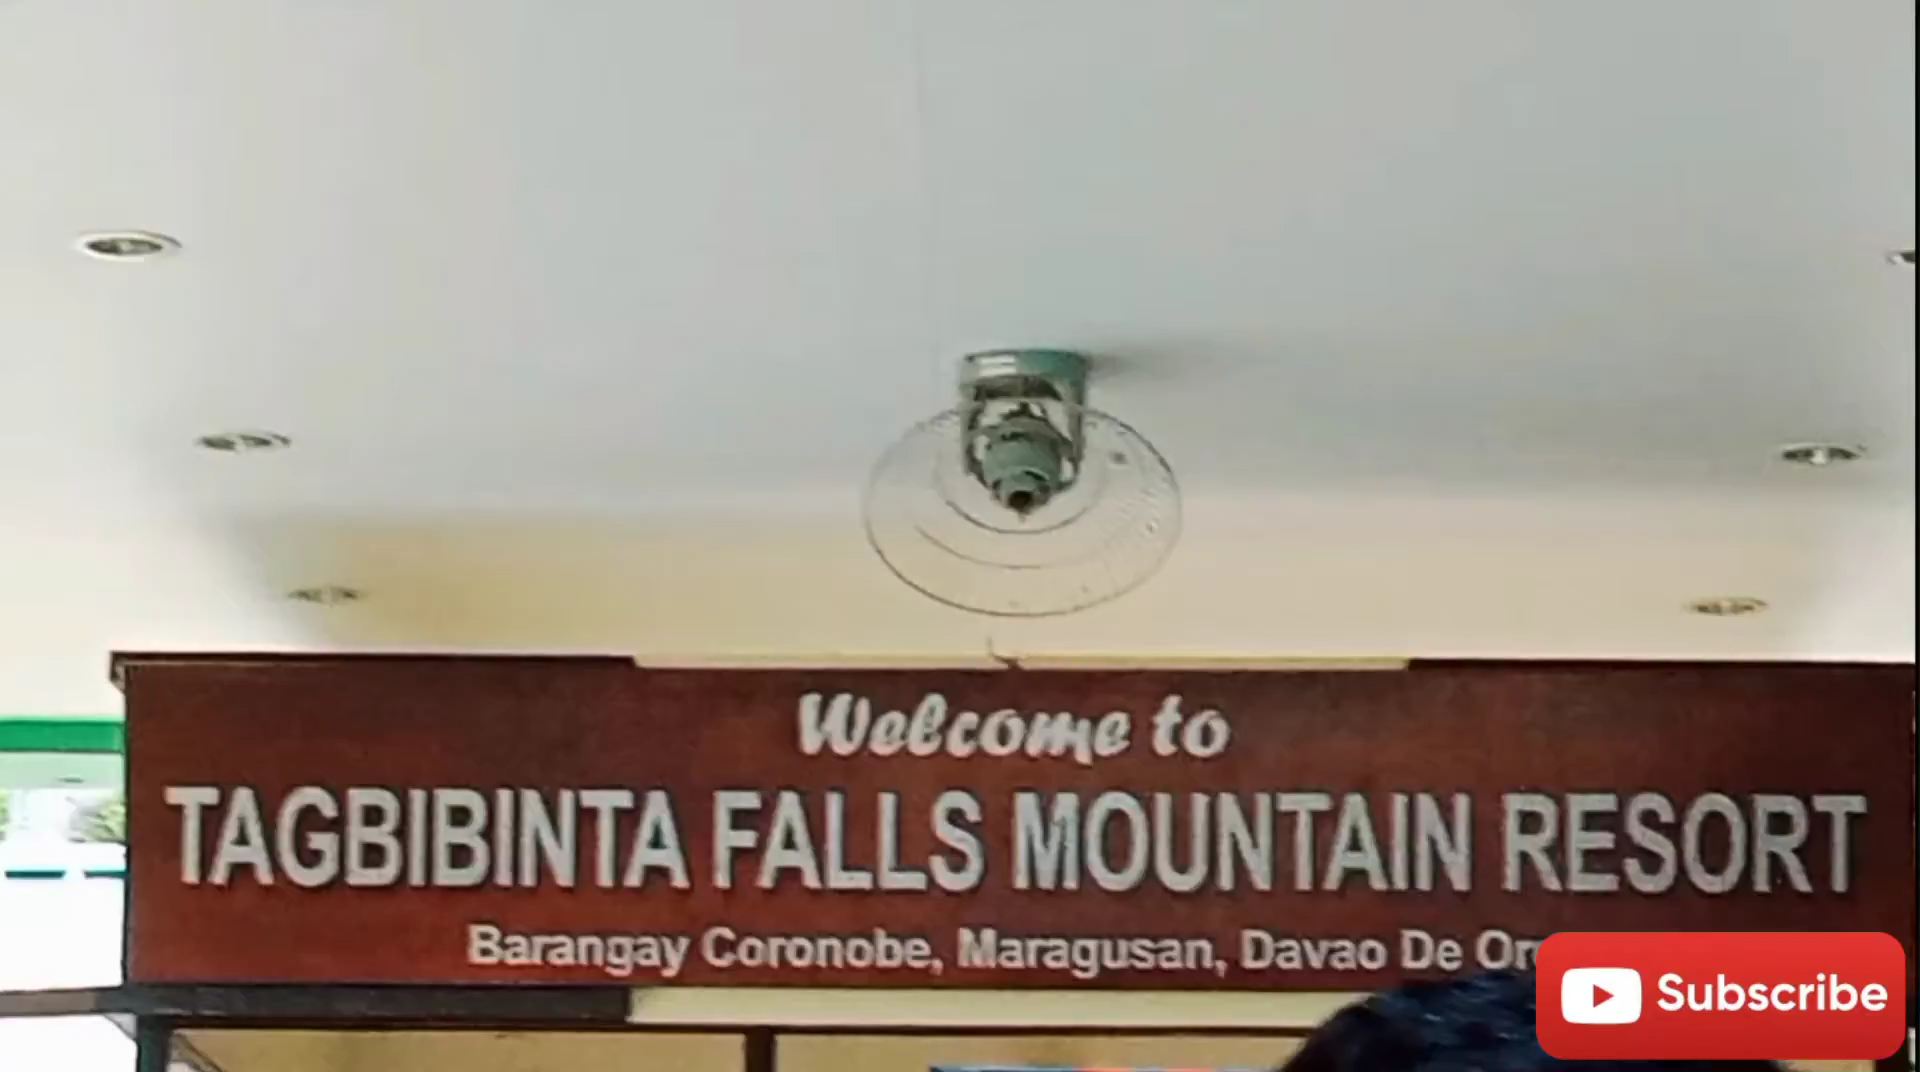 Welcome to
TAGBIBINTA FALLS MOUNTAIN RESORT
Barangay Coronobe, Maragusan, Davao De
Subscribe